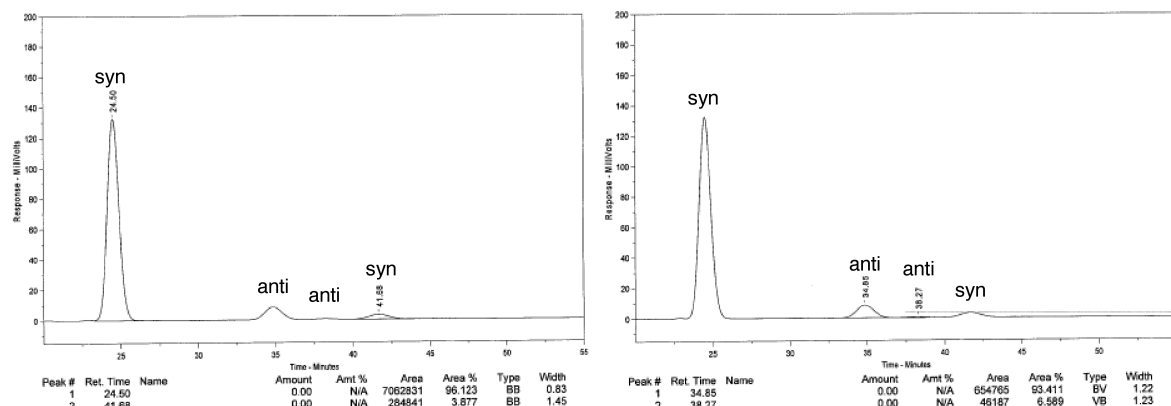 200
180
160
140
120
100
80
60
40
20
0
Response - MilliVolts
syn
24.50
anti
anti
syn
41.68
25
30
35
40
45
50
55
Time - Minutes
Peak # Ret. Time Name Amount Amt % Area Area % Type Width
1 24.50 0.00 N/A 7062831 96.123 BB 0.83
2 41.68 0.00 N/A 284841 3.877 BB 1.45
200
180
160
140
120
100
80
60
40
20
0
Response - MilliVolts
syn
anti
34.85
anti
38.27
syn
25
30
35
40
45
50
Time - Minutes
Peak # Ret. Time Name Amount Amt % Area Area % Type Width
1 34.85 0.00 N/A 654765 93.411 BV 1.22
2 38.27 0.00 N/A 46187 6.589 VB 1.23